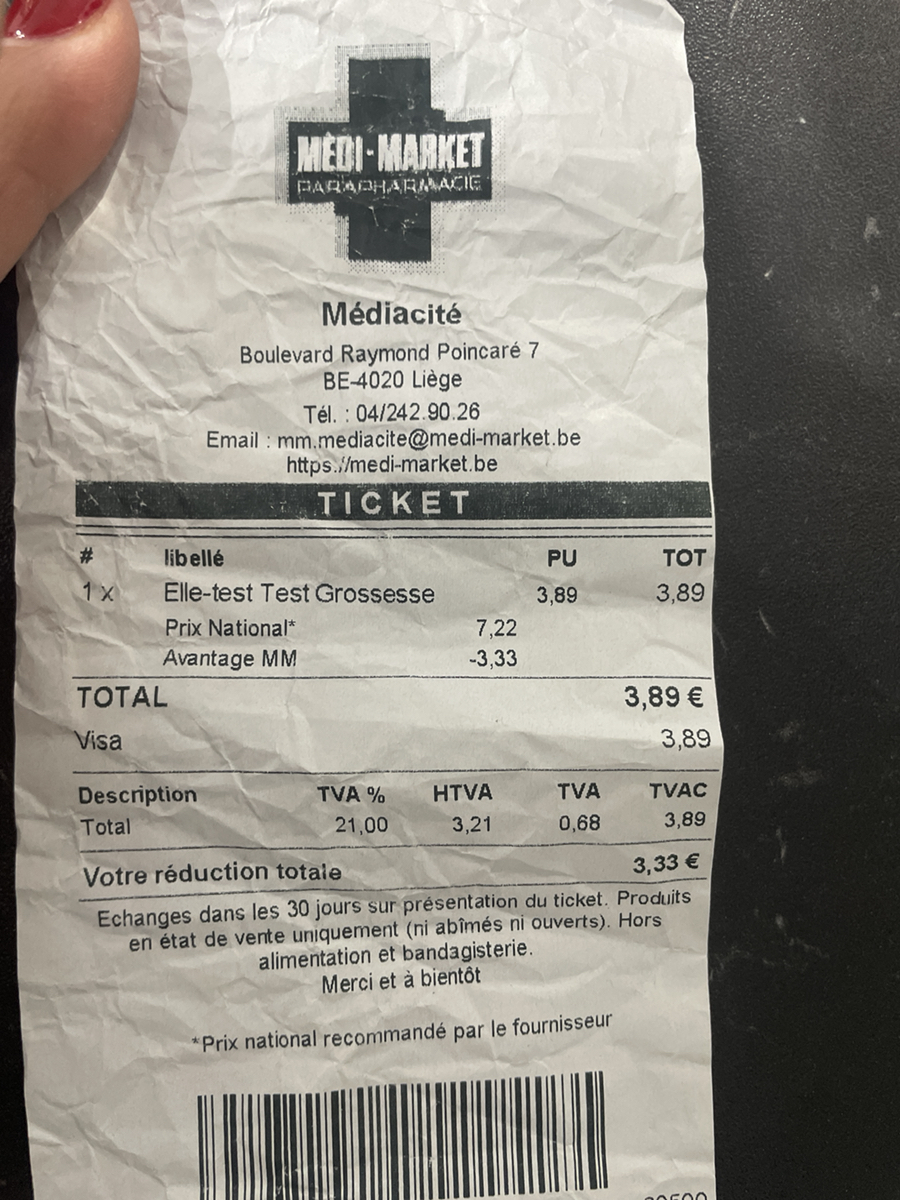 MÈDI-MARKET
PARAPHARMACIE
Médiacité
Boulevard Raymond Poincaré 7
BE-4020 Liège
Tél. : 04/242.90.26
Email : mm.mediacite@medi-market.be
https://medi-market.be
TICKET
# libellé PU TOT
1 x Elle-test Test Grossesse 3,89 3,89
Prix National* 7,22
Avantage MM -3,33
TOTAL 3,89 €
Visa 3,89
Description TVA % HTVA TVA TVAC
Total 21,00 3,21 0,68 3,89
Votre réduction totale 3,33 €
Echanges dans les 30 jours sur présentation du ticket. Produits
en état de vente uniquement (ni abîmés ni ouverts). Hors
alimentation et bandagisterie.
Merci et à bientôt
*Prix national recommandé par le fournisseur